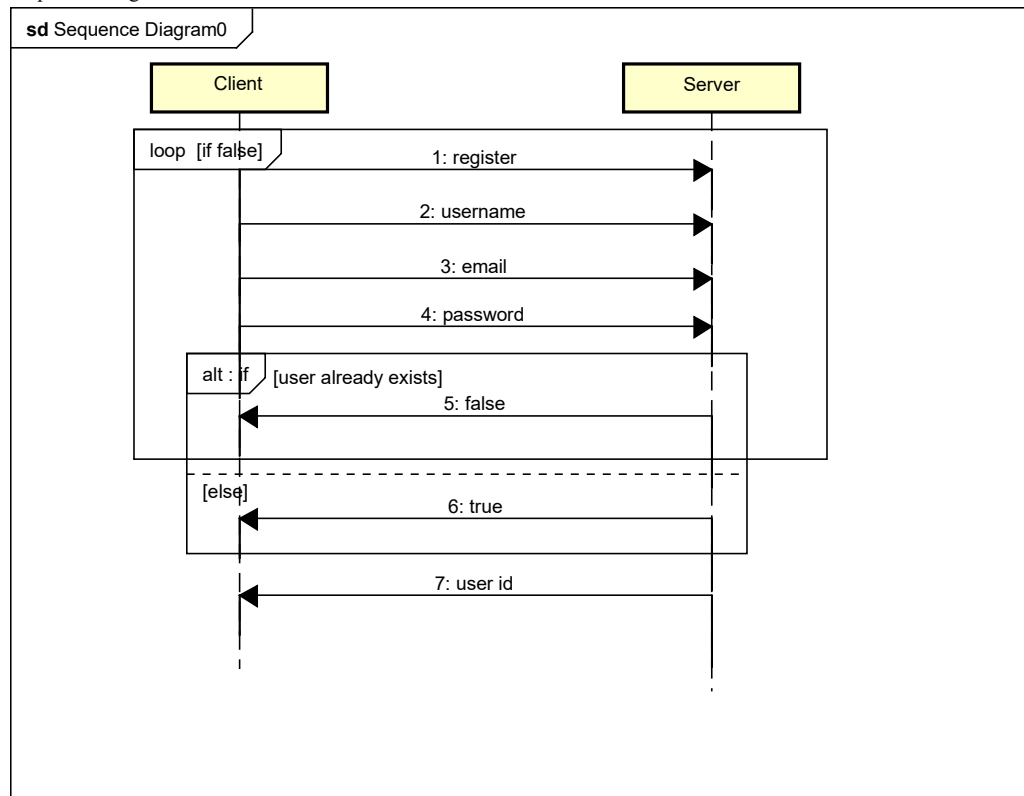 sd Sequence Diagram0
Client
Server
loop [if false]
1: register
2: username
3: email
4: password
alt : if
[user already exists]
5: false
[else]
6: true
7: user id